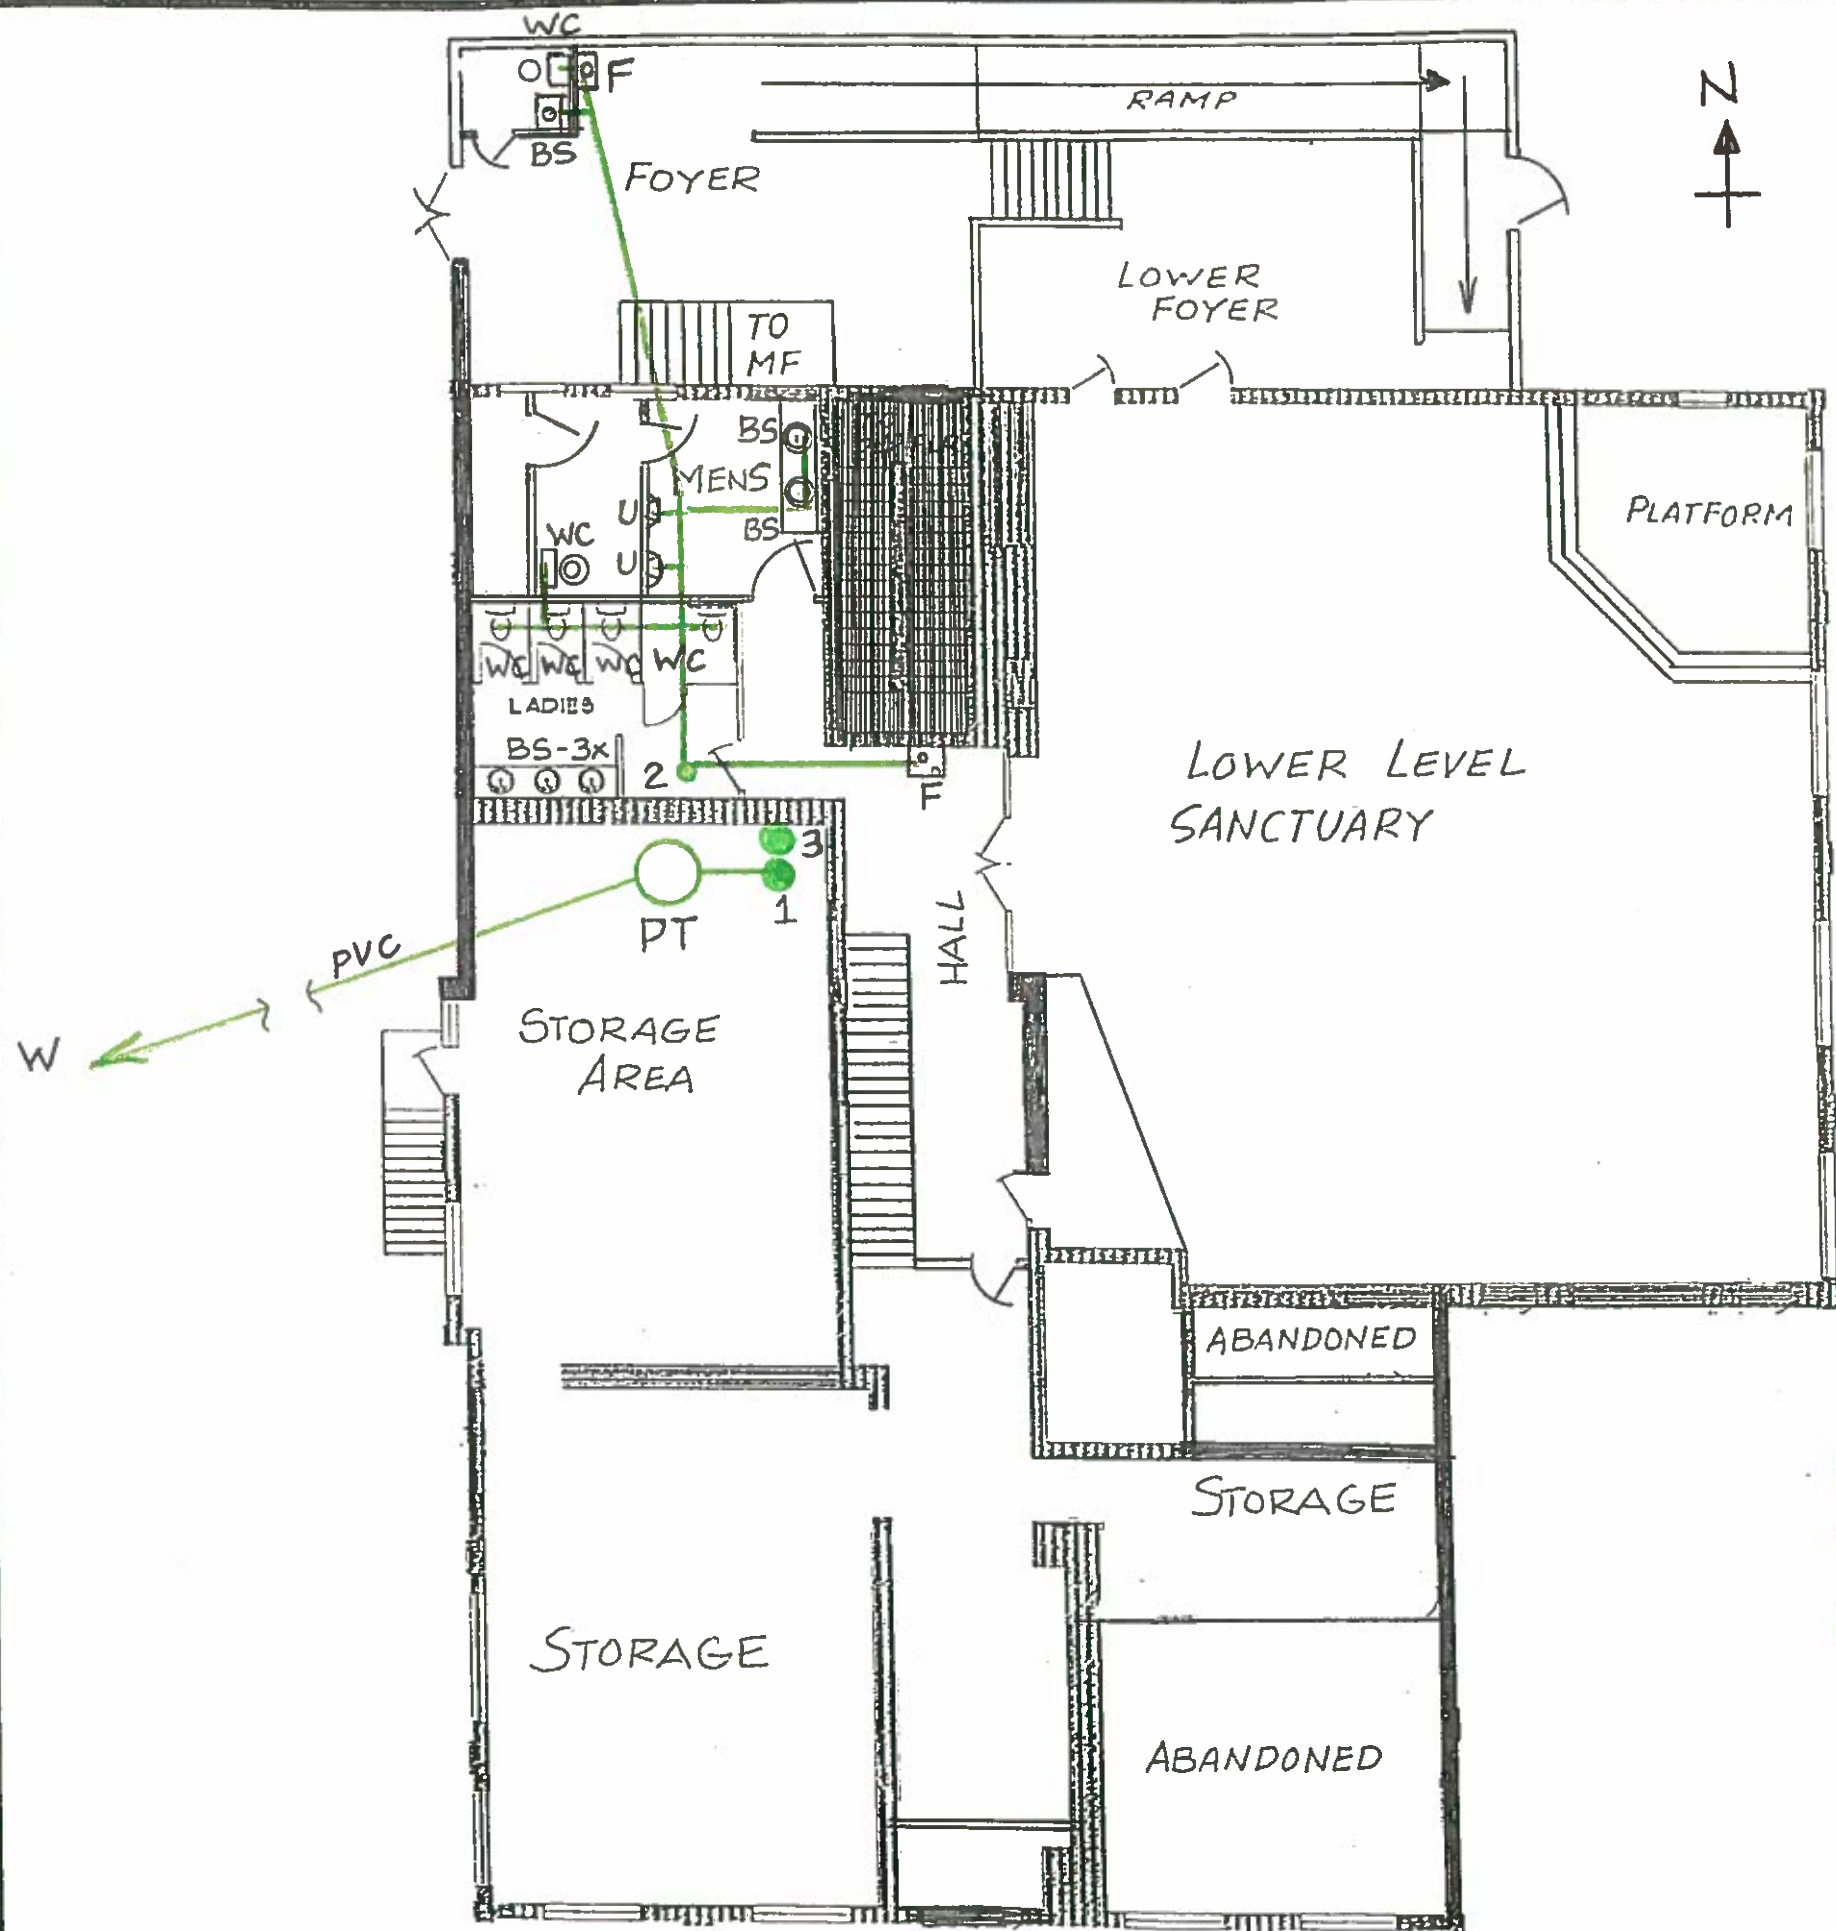 WC
F
RAMP
N
BS
FOYER
LOWER
FOYER
TO
MF
BS
MENS
PLATFORM
U
BS
WC
U
WC WC WC WC
LADIES
BS-3X
2
F
LOWER LEVEL
SANCTUARY
3
1
PT
PVC
HALL
W
STORAGE
AREA
ABANDONED
STORAGE
STORAGE
ABANDONED